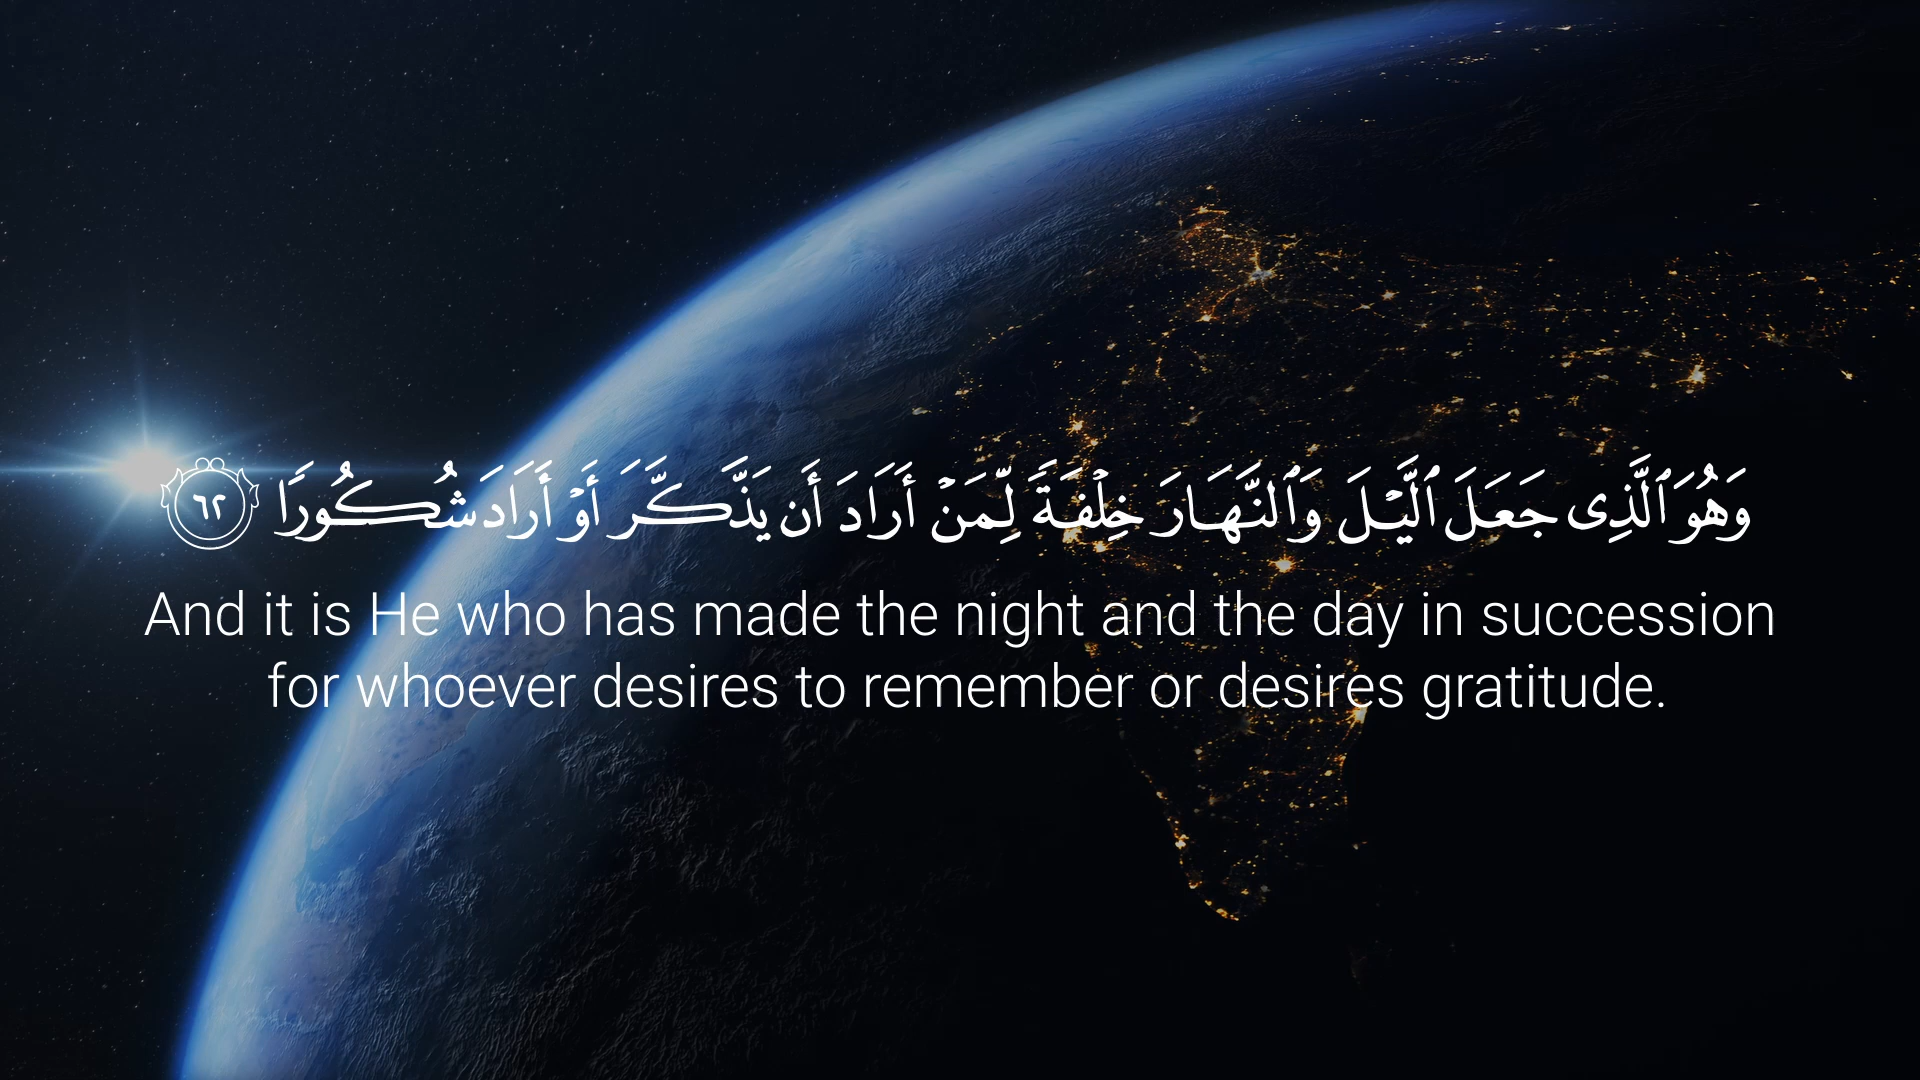 وَهُوَ ٱلَّذِى جَعَلَ ٱلَّيْلَ وَٱلنَّهَارَ خِلْفَةً لِّمَنْ أَرَادَ أَن يَذَّكَّرَ أَوْ أَرَادَ شُكُورًا ٦٢
And it is He who has made the night and the day in succession
for whoever desires to remember or desires gratitude.